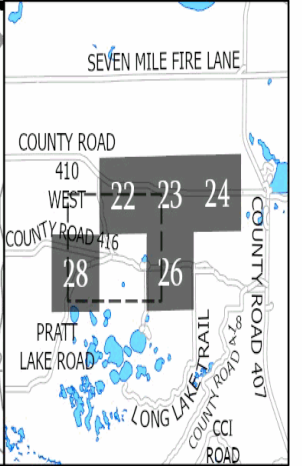 SEVEN MILE FIRE LANE
COUNTY ROAD
410
WEST
22
23
24
COUNTY ROAD 416
28
26
COUNTY ROAD 407
PRATT
LAKE ROAD
LONG LAKE TRAIL
COUNTY ROAD 418
CCI
ROAD